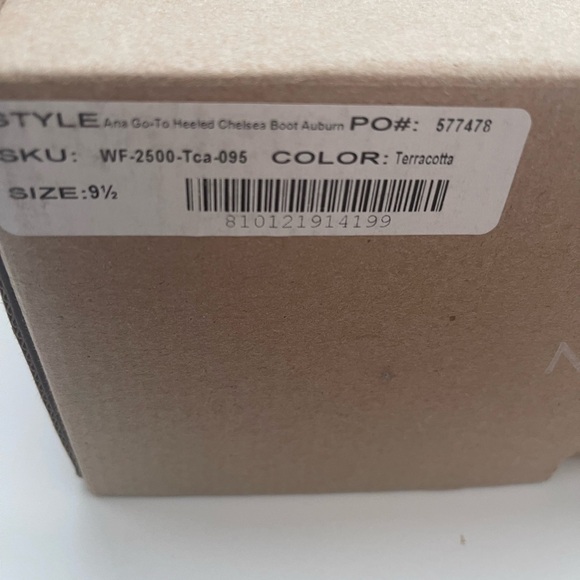 STYLE Ana Go-To Heeled Chelsea Boot Auburn PO#: 577478
SKU: WF-2500-Tca-095 COLOR: Terracotta
SIZE: 9½
810121914199